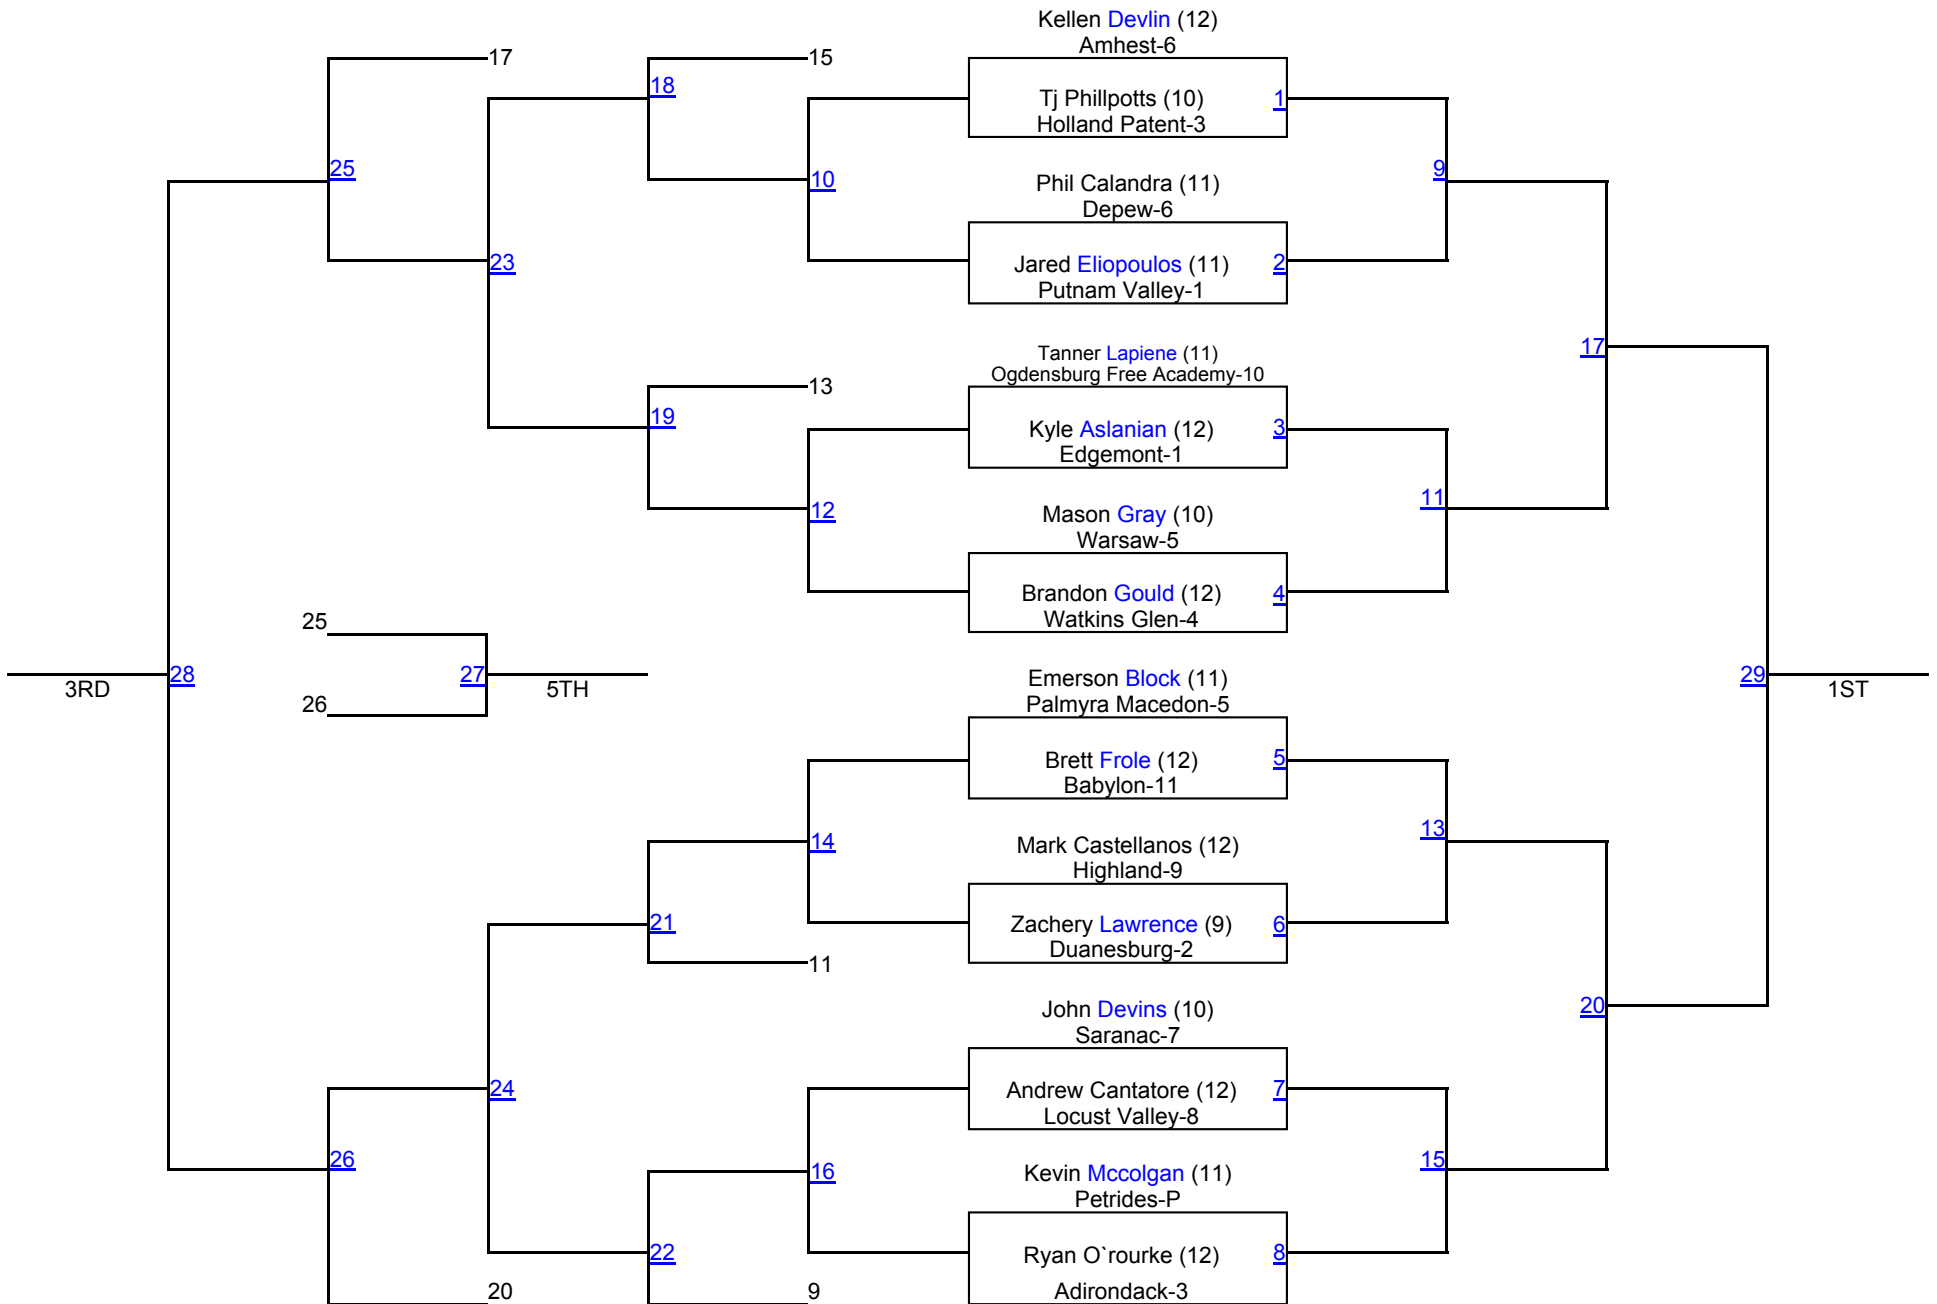 Kellen Devlin (12)
Amhest-6
17
15
18
Tj Phillpotts (10)
1
Holland Patent-3
25
10
Phil Calandra (11)
9
Depew-6
23
Jared Eliopoulos (11)
2
Putnam Valley-1
Tanner Lapiene (11)
17
Ogdensburg Free Academy-10
13
19
Kyle Aslanian (12)
3
Edgemont-1
12
Mason Gray (10)
11
Warsaw-5
Brandon Gould (12)
4
Watkins Glen-4
25
28
3RD
27
5TH
26
Emerson Block (11)
Palmyra Macedon-5
29
1ST
Brett Frole (12)
5
Babylon-11
14
Mark Castellanos (12)
13
Highland-9
21
Zachery Lawrence (9)
6
Duanesburg-2
11
John Devins (10)
20
Saranac-7
24
Andrew Cantatore (12)
7
Locust Valley-8
26
16
Kevin Mccolgan (11)
15
Petrides-P
22
Ryan O`rourke (12)
8
20
9
Adirondack-3